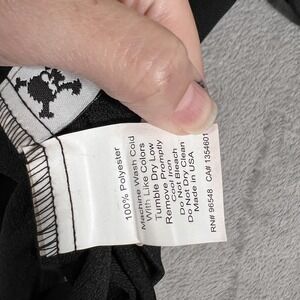 100% Polyester
Machine Wash Cold
With Like Colors
Tumble Dry Low
Remove Promptly
Cool Iron
Do Not Bleach
Do Not Dry Clean
Made in USA
RN# 96548 CA# 1354601